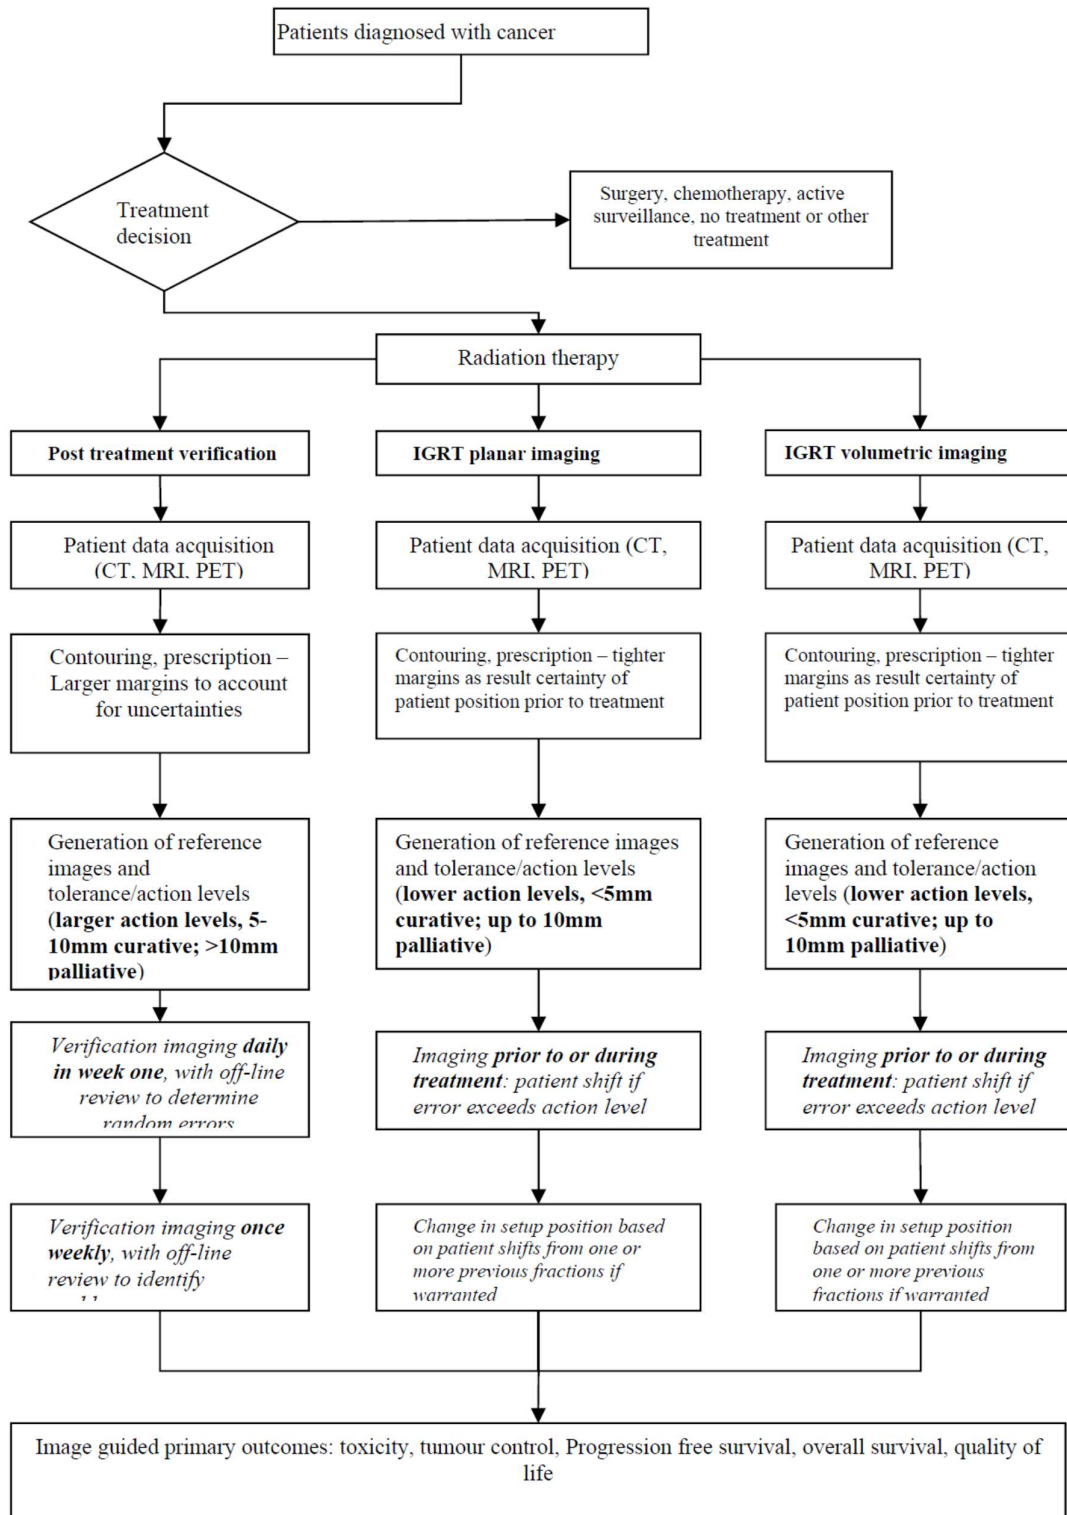 Patients diagnosed with cancer
Treatment
decision
Surgery, chemotherapy, active
surveillance, no treatment or other
treatment
Radiation therapy
Post treatment verification
IGRT planar imaging
IGRT volumetric imaging
Patient data acquisition
(CT, MRI, PET)
Patient data acquisition (CT,
MRI, PET)
Patient data acquisition (CT,
MRI, PET)
Contouring, prescription –
Larger margins to account
for uncertainties
Contouring, prescription – tighter
margins as result certainty of
patient position prior to treatment
Contouring, prescription – tighter
margins as result certainty of
patient position prior to treatment
Generation of reference
images and
tolerance/action levels
(larger action levels, 5-
10mm curative; >10mm
palliative)
Generation of reference images
and tolerance/action levels
(lower action levels, <5mm
curative; up to 10mm
palliative)
Generation of reference
images and tolerance/action
levels (lower action levels,
<5mm curative; up to
10mm palliative)
Verification imaging daily
in week one, with off-line
review to determine
random errors
Imaging prior to or during
treatment: patient shift if
error exceeds action level
Imaging prior to or during
treatment: patient shift if
error exceeds action level
Verification imaging once
weekly, with off-line
review to identify
Change in setup position based
on patient shifts from one or
more previous fractions if
warranted
Change in setup position
based on patient shifts from
one or more previous
fractions if warranted
Image guided primary outcomes: toxicity, tumour control, Progression free survival, overall survival, quality of
life